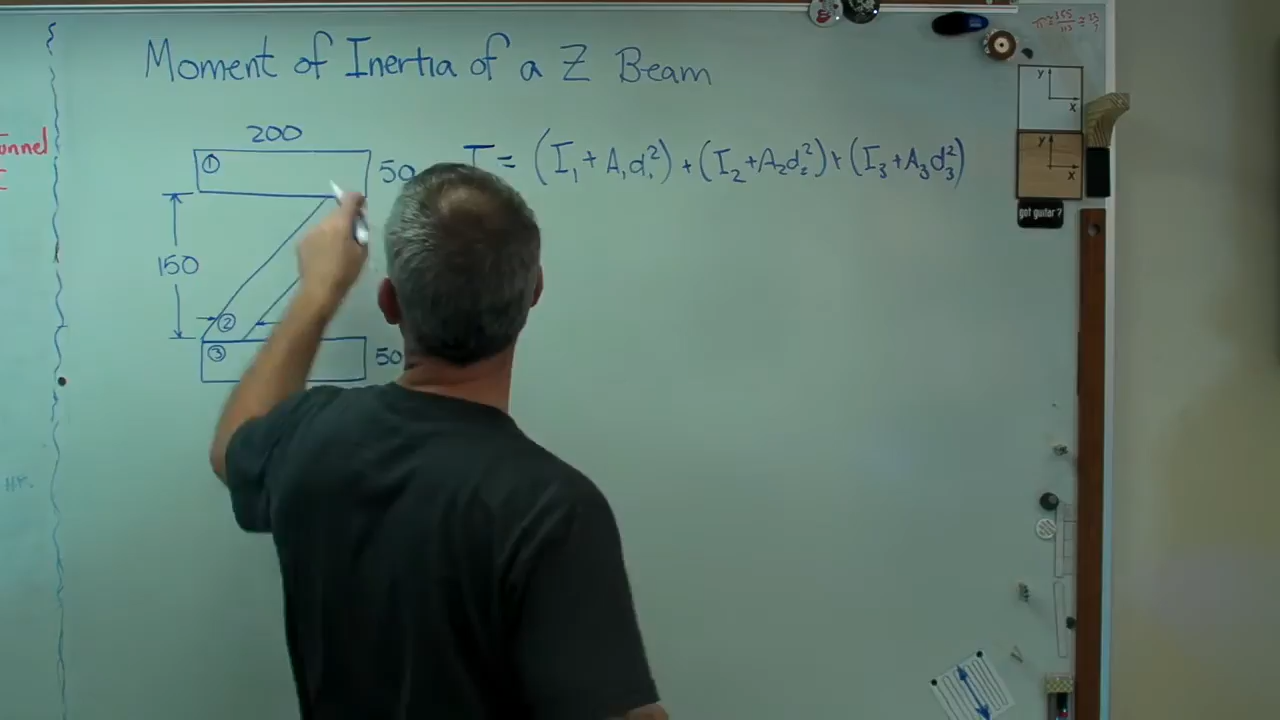 Moment of Inertia of a Z Beam
200
①
50
I = (I₁ + A₁d₁²) + (I₂ + A₂d₂²) + (I₃ + A₃d₃²)
150
②
③
50
nnel
y
x
y
x
got guitar?